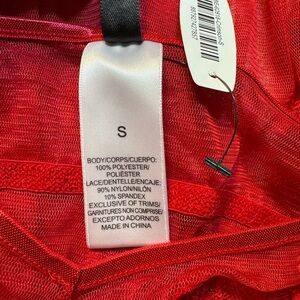 S
BODY/CORPS/CUERPO:
100% POLYESTER/
POLIÉSTER
LACE/DENTELLE/ENCAJE:
90% NYLON/NILÓN
10% SPANDEX
EXCLUSIVE OF TRIMS/
GARNITURES NON COMPRISE/
EXCEPTO ADORNOS
MADE IN CHINA